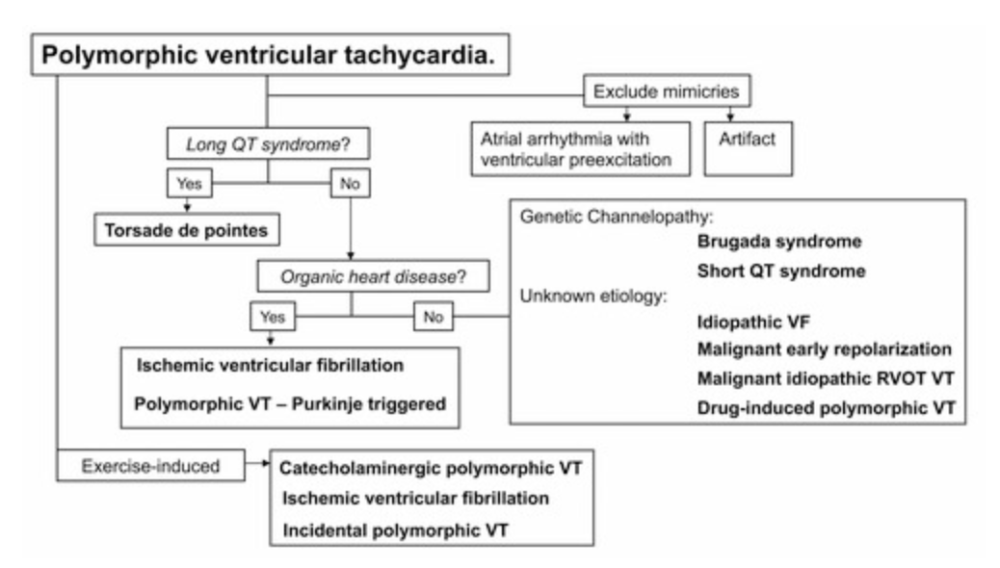 Polymorphic ventricular tachycardia.
Exclude mimicries
Atrial arrhythmia with
ventricular preexcitation
Artifact
Long QT syndrome?
Yes
No
Torsade de pointes
Organic heart disease?
Yes
No
Ischemic ventricular fibrillation
Polymorphic VT – Purkinje triggered
Genetic Channelopathy:
Brugada syndrome
Short QT syndrome
Unknown etiology:
Idiopathic VF
Malignant early repolarization
Malignant idiopathic RVOT VT
Drug-induced polymorphic VT
Exercise-induced
Catecholaminergic polymorphic VT
Ischemic ventricular fibrillation
Incidental polymorphic VT